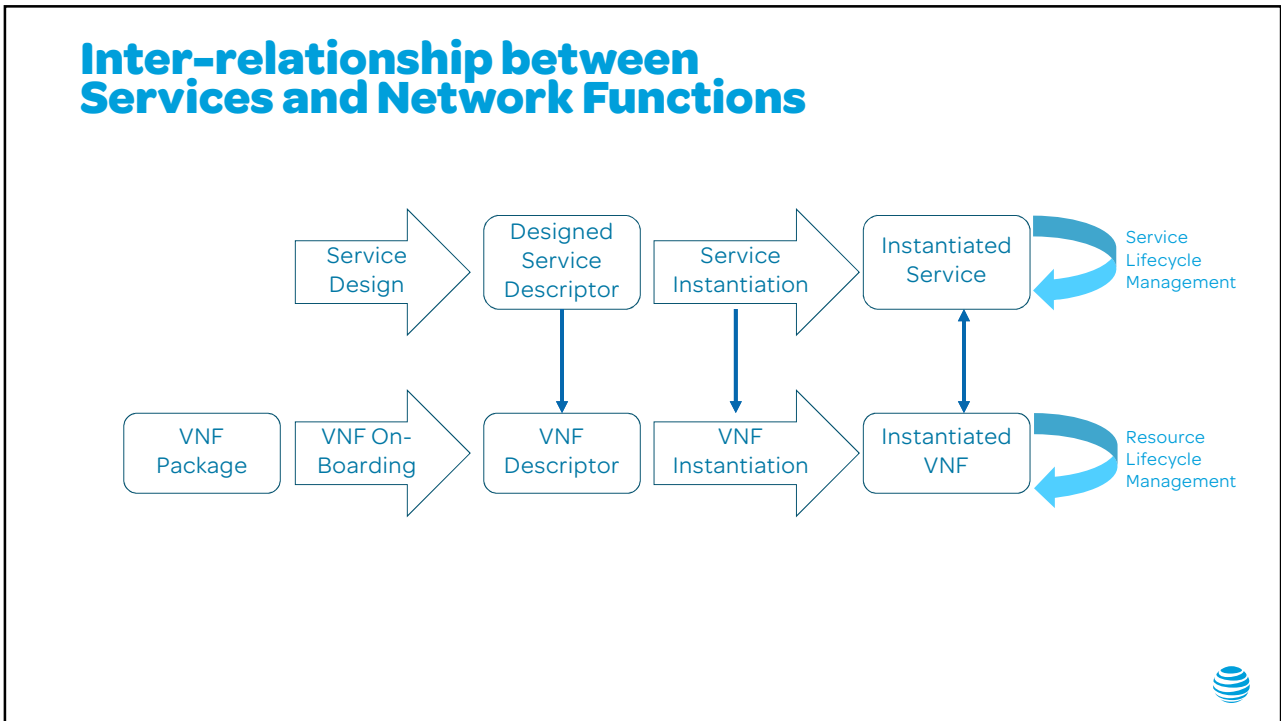 Inter-relationship between
Services and Network Functions
Service
Design
Designed
Service
Descriptor
Service
Instantiation
Instantiated
Service
Service
Lifecycle
Management
VNF
Package
VNF On-
Boarding
VNF
Descriptor
VNF
Instantiation
Instantiated
VNF
Resource
Lifecycle
Management